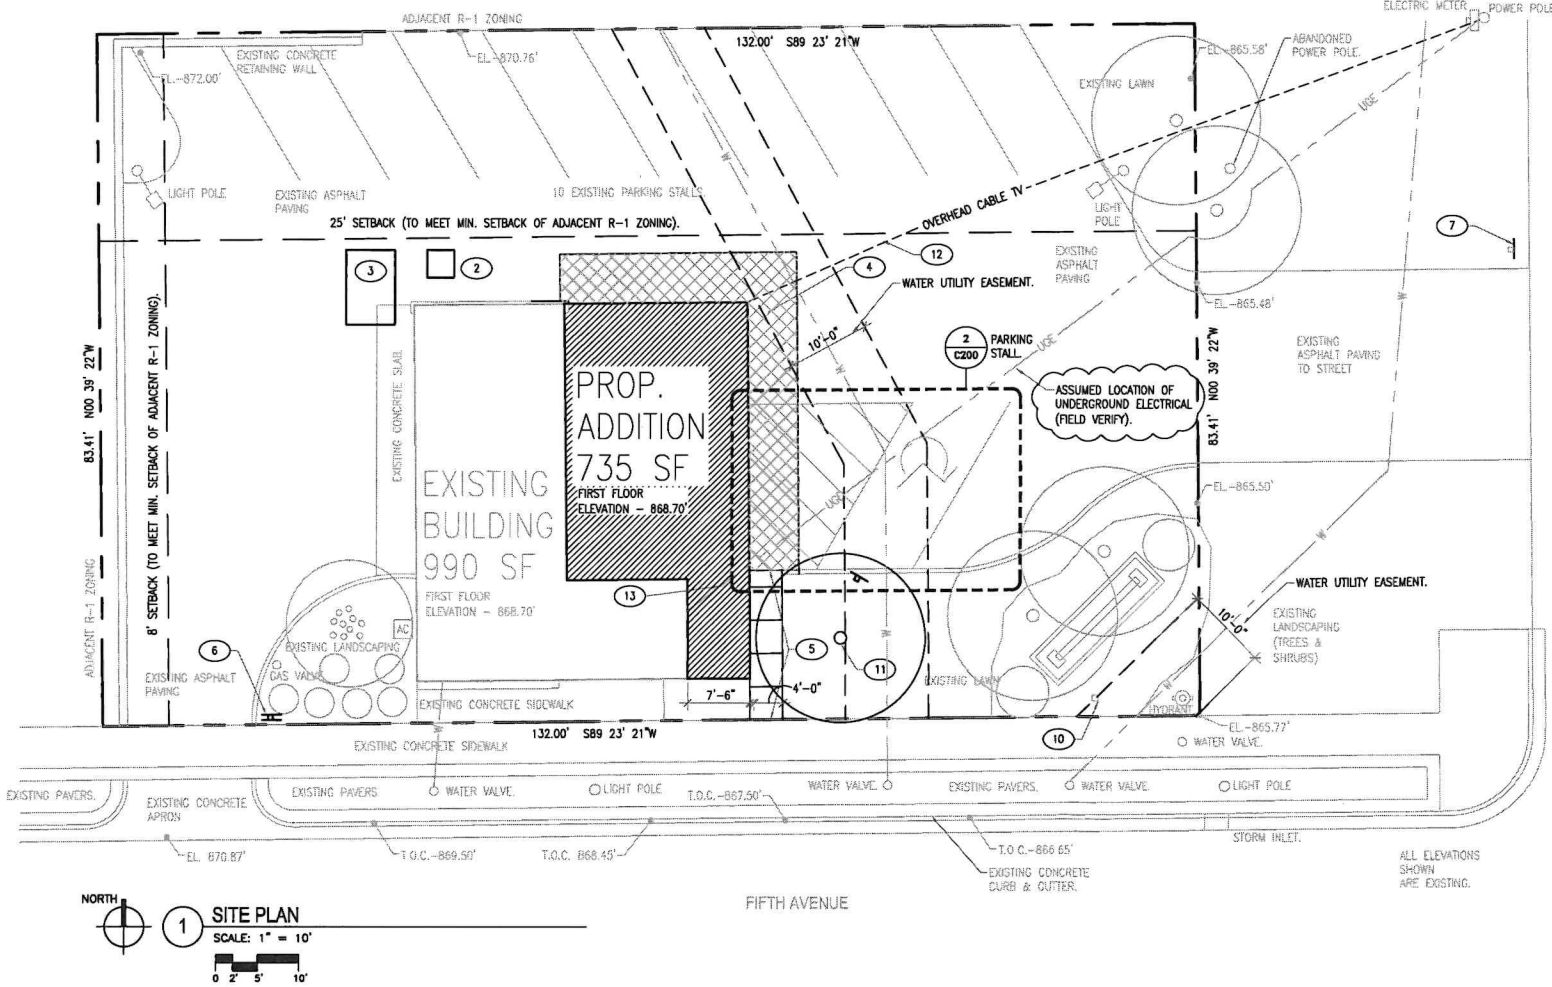 ADJACENT R-1 ZONING
ELECTRIC METER
POWER POLE
EL.-870.76'
132.00' S89 23' 21"W
EXISTING CONCRETE
RETAINING WALL
EL.-872.00'
EL.-865.58'
ABANDONED
POWER POLE.
EXISTING LAWN
UGE
W
LIGHT POLE
EXISTING ASPHALT
PAVING
10 EXISTING PARKING STALLS.
OVERHEAD CABLE TV
LIGHT
POLE
25' SETBACK (TO MEET MIN. SETBACK OF ADJACENT R-1 ZONING).
7
3
2
12
4
EXISTING
ASPHALT
PAVING
WATER UTILITY EASEMENT.
EL.-865.48'
W
8' SETBACK (TO MEET MIN. SETBACK OF ADJACENT R-1 ZONING).
83.41' N00 39' 22"W
ADJACENT R-1 ZONING
EXISTING CONCRETE SLAB
10'-0"
2
C200
PARKING
STALL
UGE
W
83.41' N00 39' 22"W
EXISTING
ASPHALT PAVING
TO STREET
PROP.
ADDITION
735 SF
FIRST FLOOR
ELEVATION - 868.70'
ASSUMED LOCATION OF
UNDERGROUND ELECTRICAL
(FIELD VERIFY).
EXISTING
BUILDING
990 SF
FIRST FLOOR
ELEVATION - 868.70'
UGE
EL.-865.50'
W
13
WATER UTILITY EASEMENT.
10'-0"
EXISTING
LANDSCAPING
(TREES &
SHRUBS)
AC
6
EXISTING LANDSCAPING
GAS VALVE
EXISTING ASPHALT
PAVING
5
11
W
EXISTING LAWN
W
7'-6"
4'-0"
EXISTING CONCRETE SIDEWALK
HYDRANT
10
EL.-865.77'
132.00' S89 23' 21"W
EXISTING CONCRETE SIDEWALK
W
WATER VALVE.
EXISTING PAVERS.
EXISTING CONCRETE
APRON
EXISTING PAVERS
WATER VALVE.
LIGHT POLE
T.O.C.-867.50'
WATER VALVE.
EXISTING PAVERS.
WATER VALVE
LIGHT POLE
EL. 870.87'
T.O.C.-869.50'
T.O.C. 868.45'
T.O.C.-866.65'
STORM INLET.
EXISTING CONCRETE
CURB & GUTTER.
ALL ELEVATIONS
SHOWN
ARE EXISTING.
FIFTH AVENUE
NORTH
1
SITE PLAN
SCALE: 1" = 10'
0 2' 5' 10'